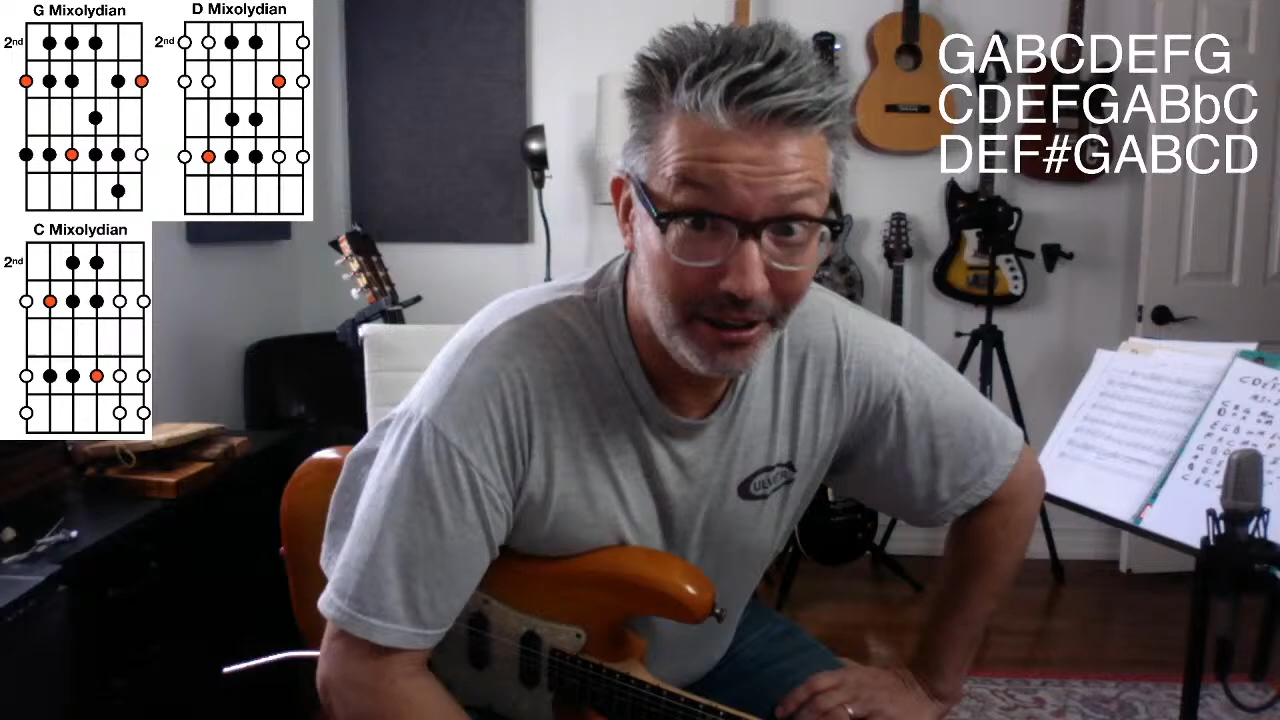 G Mixolydian
2nd
D Mixolydian
2nd
C Mixolydian
2nd
GABCDEFG
CDEFGABbC
DEF#GABCD